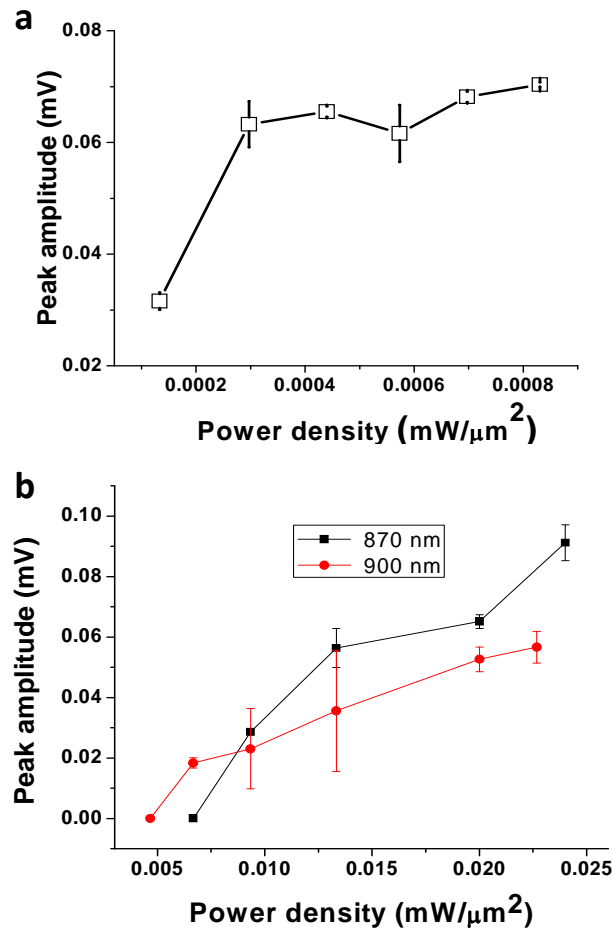 a
0.08
0.06
0.04
0.02
Peak amplitude (mV)
0.0002 0.0004 0.0006 0.0008
Power density (mW/μm²)
b
870 nm
900 nm
0.10
0.08
0.06
0.04
0.02
0.00
Peak amplitude (mV)
0.005 0.010 0.015 0.020 0.025
Power density (mW/μm²)